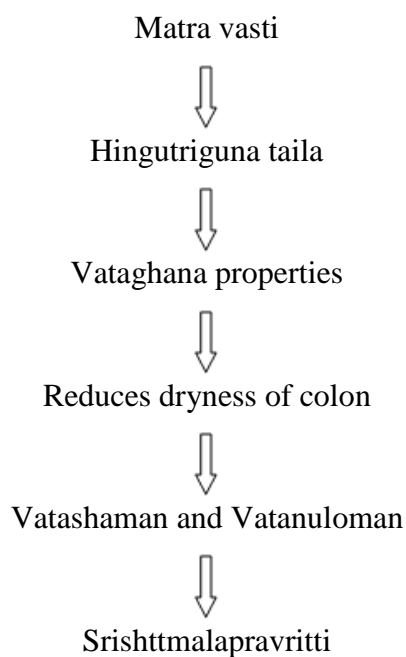 Matra vasti
Hingutriguna taila
Vataghana properties
Reduces dryness of colon
Vatashaman and Vatanuloman
Srishttmalapravritti